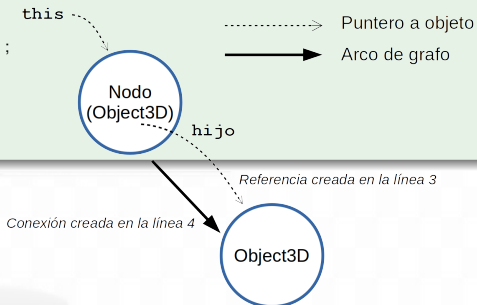 this
Puntero a objeto
;
Arco de grafo
Nodo
(Object3D)
hijo
Referencia creada en la línea 3
Conexión creada en la línea 4
Object3D